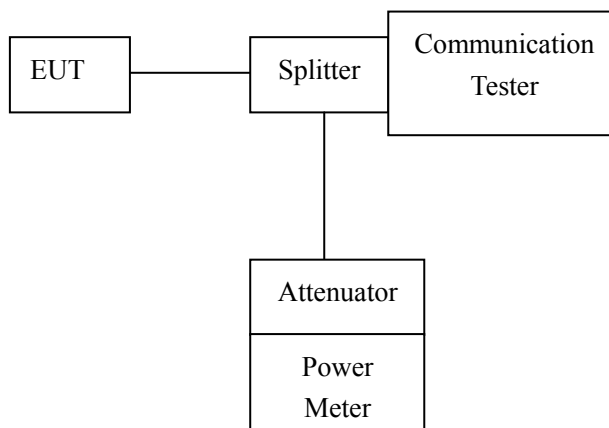 EUT
Splitter
Communication
Tester
Attenuator
Power
Meter